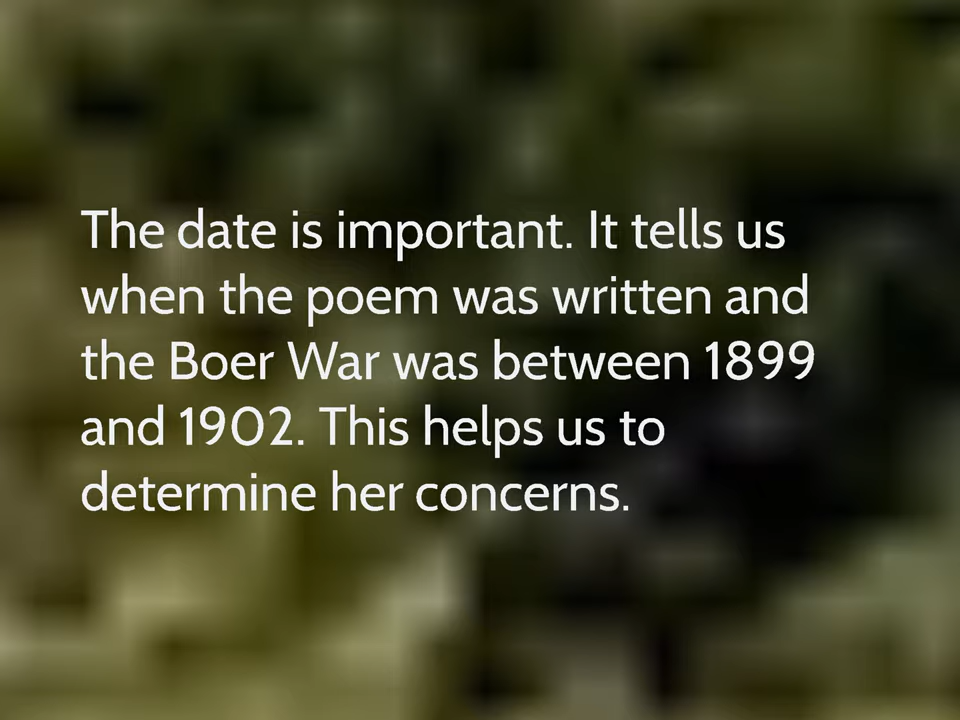 The date is important. It tells us
when the poem was written and
the Boer War was between 1899
and 1902. This helps us to
determine her concerns.